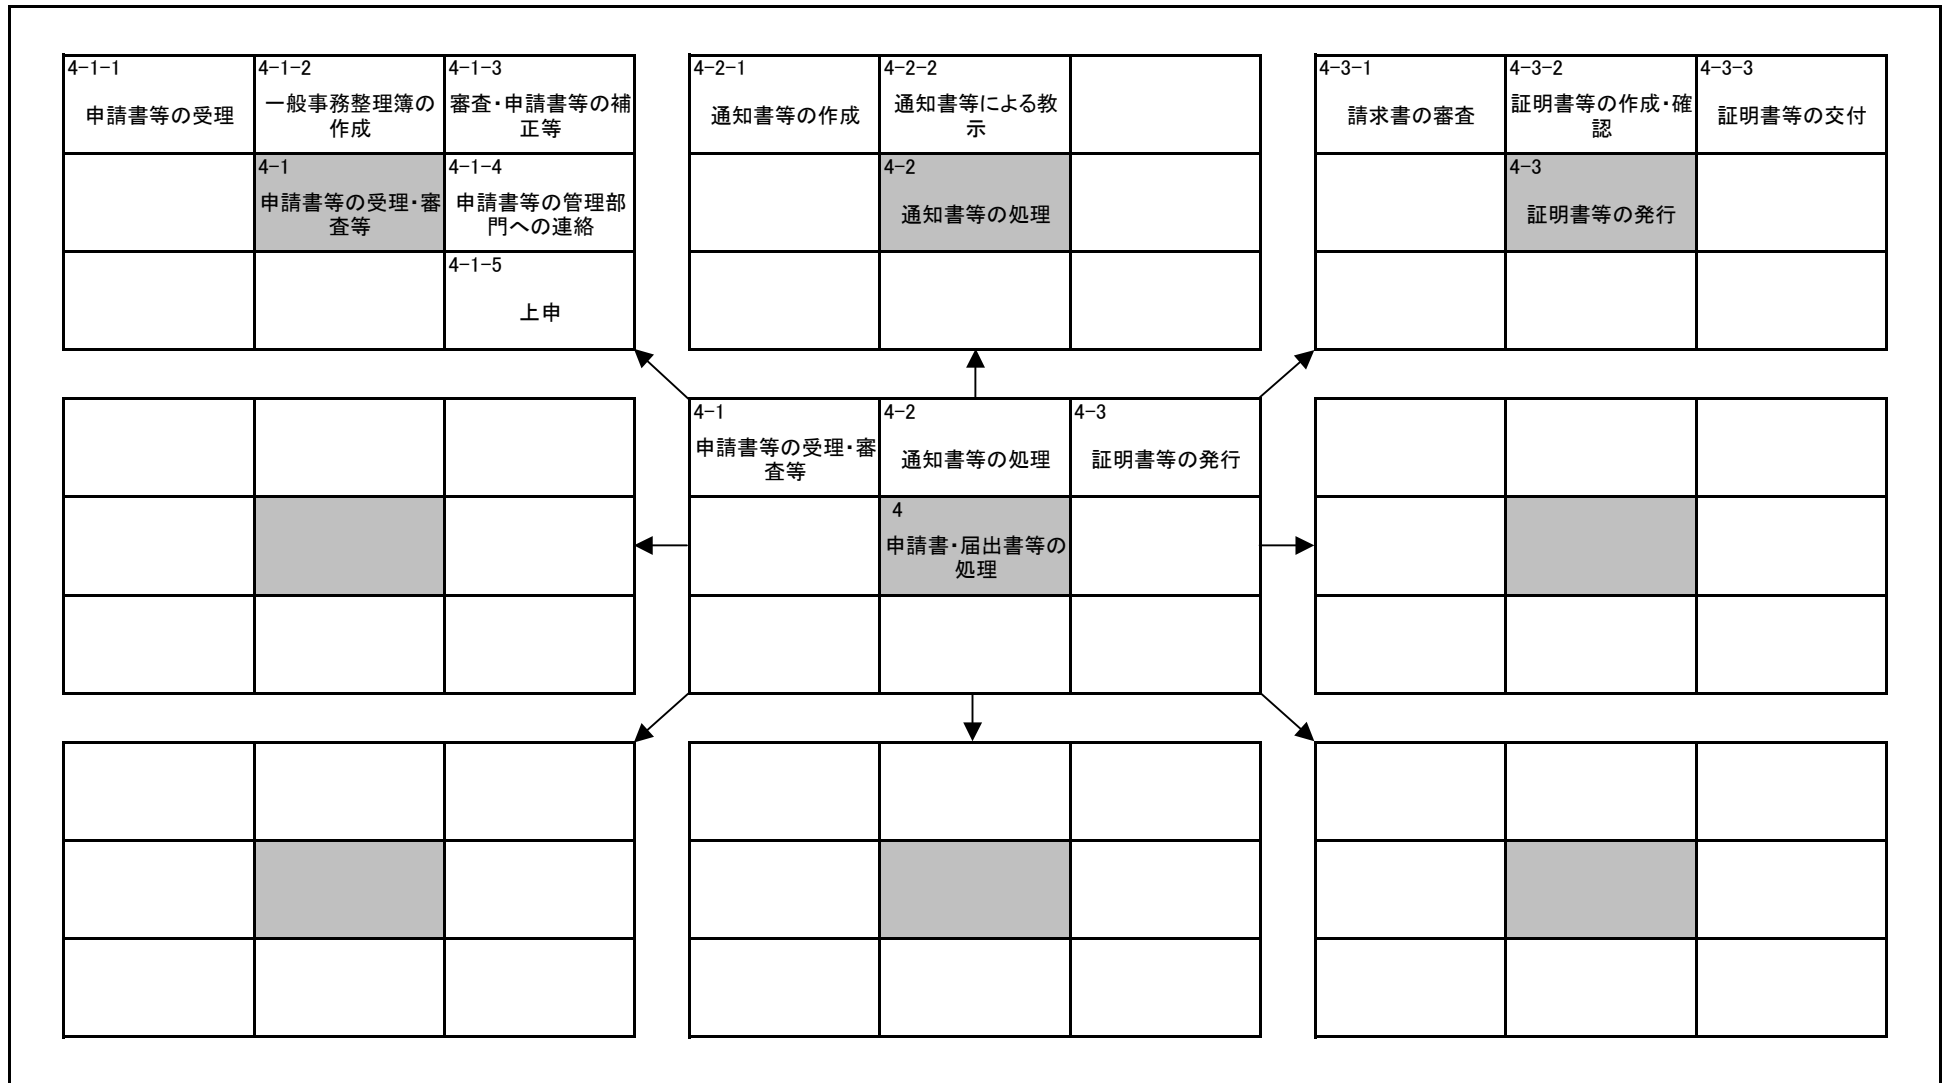 4-1-1
申請書等の受理
4-1-2
一般事務整理簿の
作成
4-1-3
審査・申請書等の補
正等
4-1
申請書等の受理・審
査等
4-1-4
申請書等の管理部
門への連絡
4-1-5
上申
4-2-1
通知書等の作成
4-2-2
通知書等による教
示
4-2
通知書等の処理
4-3-1
請求書の審査
4-3-2
証明書等の作成・確
認
4-3-3
証明書等の交付
4-3
証明書等の発行
4-1
申請書等の受理・審
査等
4-2
通知書等の処理
4-3
証明書等の発行
4
申請書・届出書等の
処理